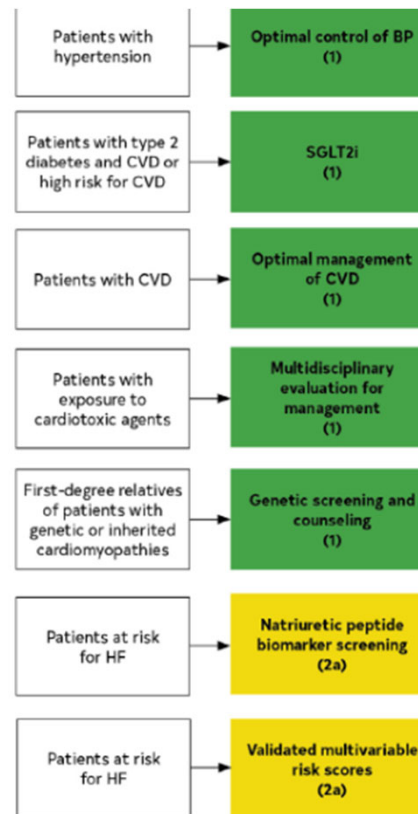 Patients with
hypertension
Optimal control of BP
(1)
Patients with type 2
diabetes and CVD or
high risk for CVD
SGLT2i
(1)
Patients with CVD
Optimal management
of CVD
(1)
Patients with
exposure to
cardiotoxic agents
Multidisciplinary
evaluation for
management
(1)
First-degree relatives
of patients with
genetic or inherited
cardiomyopathies
Genetic screening and
counseling
(1)
Patients at risk
for HF
Natriuretic peptide
biomarker screening
(2a)
Patients at risk
for HF
Validated multivariable
risk scores
(2a)